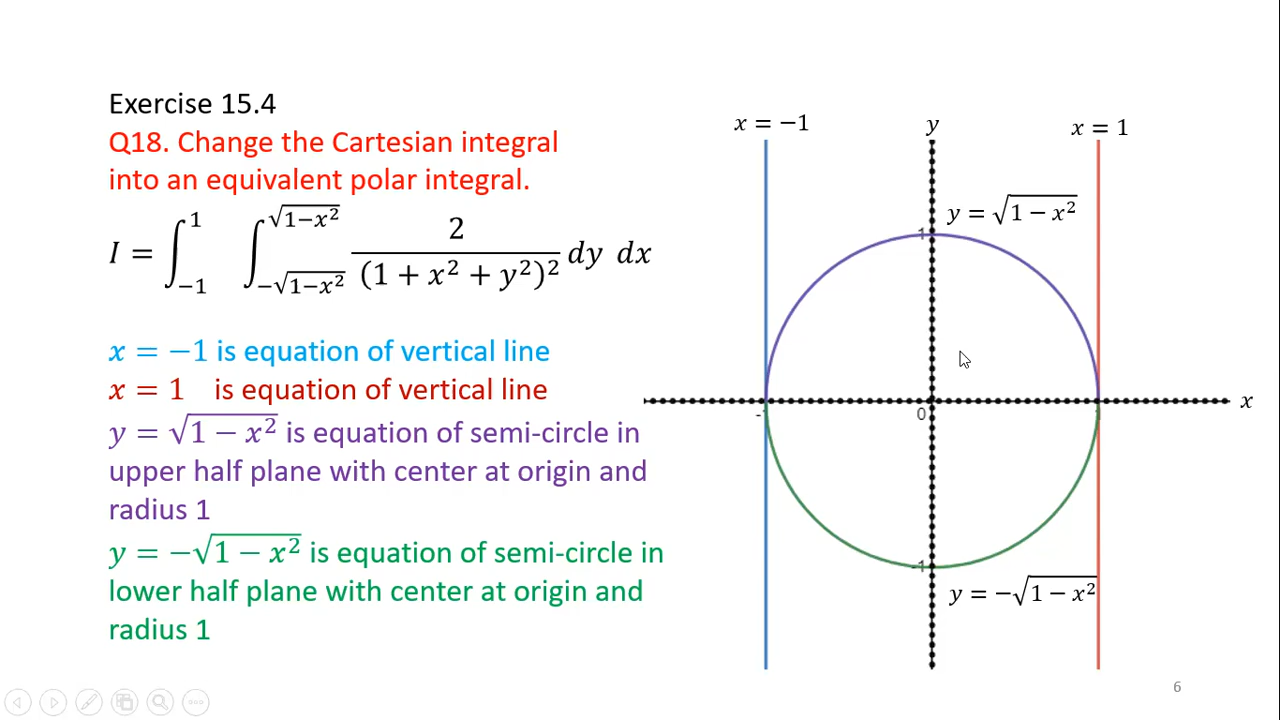 Exercise 15.4
Q18. Change the Cartesian integral
into an equivalent polar integral.
I = ∫_{−1}^{1} ∫_{−√(1−x²)}^{√(1−x²)} 2/(1 + x² + y²)² dy dx
x = −1 is equation of vertical line
x = 1 is equation of vertical line
y = √(1 − x²) is equation of semi-circle in
upper half plane with center at origin and
radius 1
y = −√(1 − x²) is equation of semi-circle in
lower half plane with center at origin and
radius 1
x = −1
y
x = 1
y = √(1 − x²)
1
x
-1
0
1
-1
y = −√(1 − x²)
6